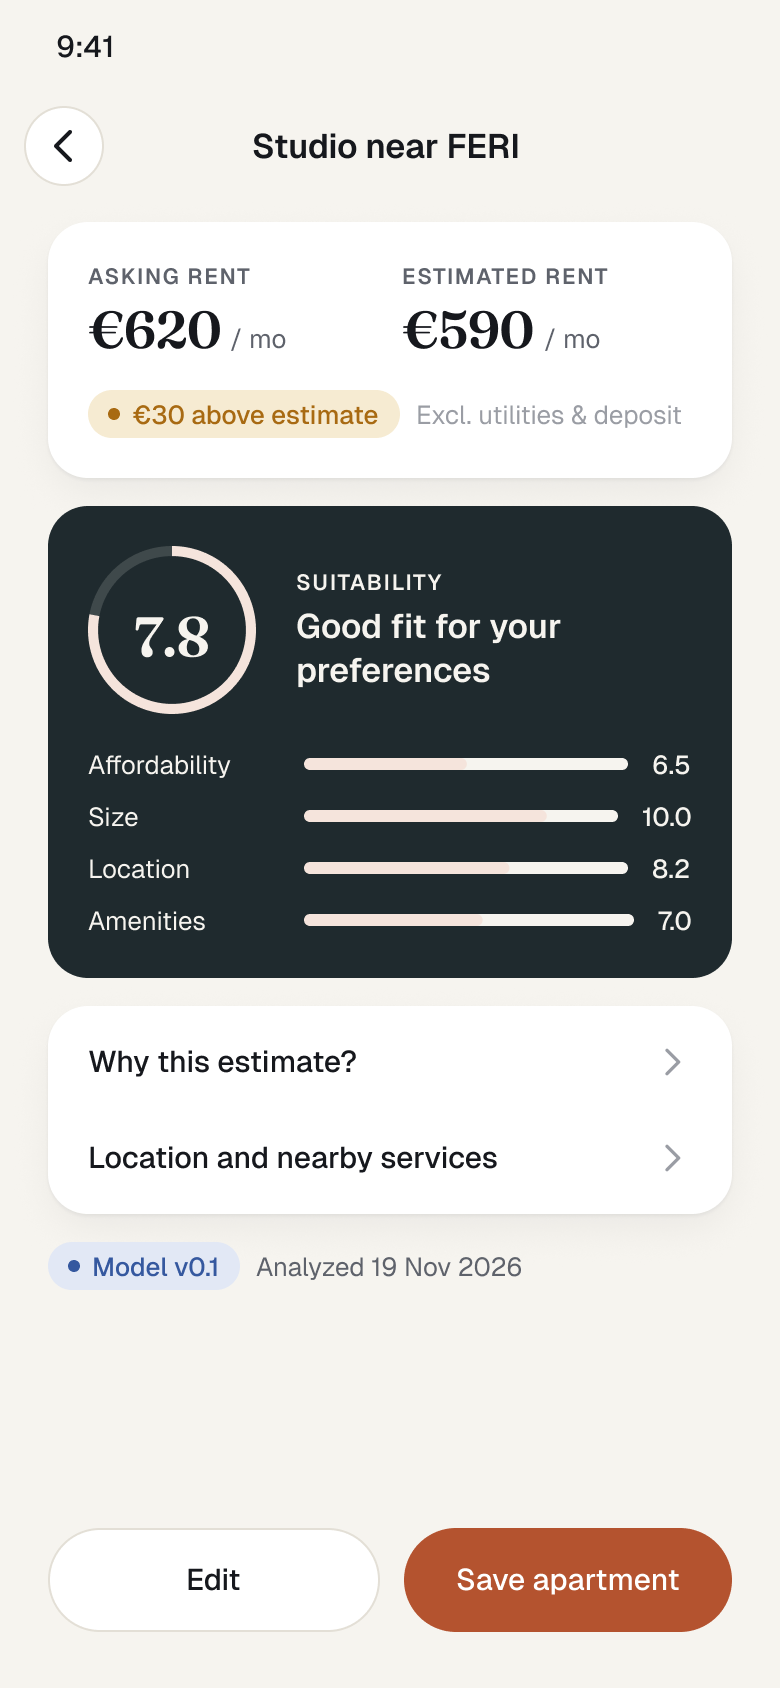 9:41
Studio near FERI
ASKING RENT
€620 / mo
ESTIMATED RENT
€590 / mo
€30 above estimate
Excl. utilities & deposit
7.8
SUITABILITY
Good fit for your
preferences
Affordability 6.5
Size 10.0
Location 8.2
Amenities 7.0
Why this estimate?
Location and nearby services
Model v0.1
Analyzed 19 Nov 2026
Edit
Save apartment